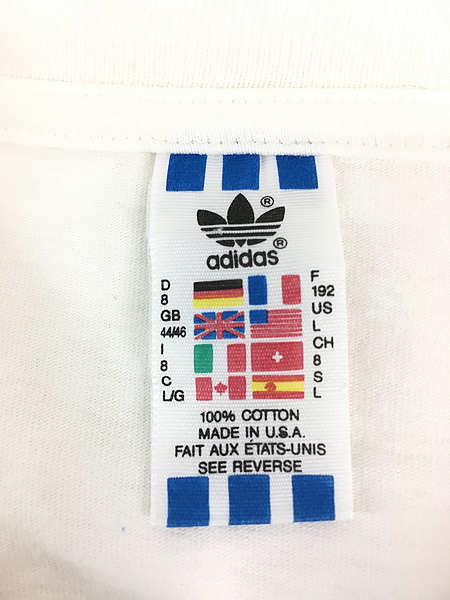 ®
®
adidas
D
8
GB
44/46
I
8
C
L/G
F
192
US
L
CH
8
S
L
100% COTTON
MADE IN U.S.A.
FAIT AUX ÉTATS-UNIS
SEE REVERSE